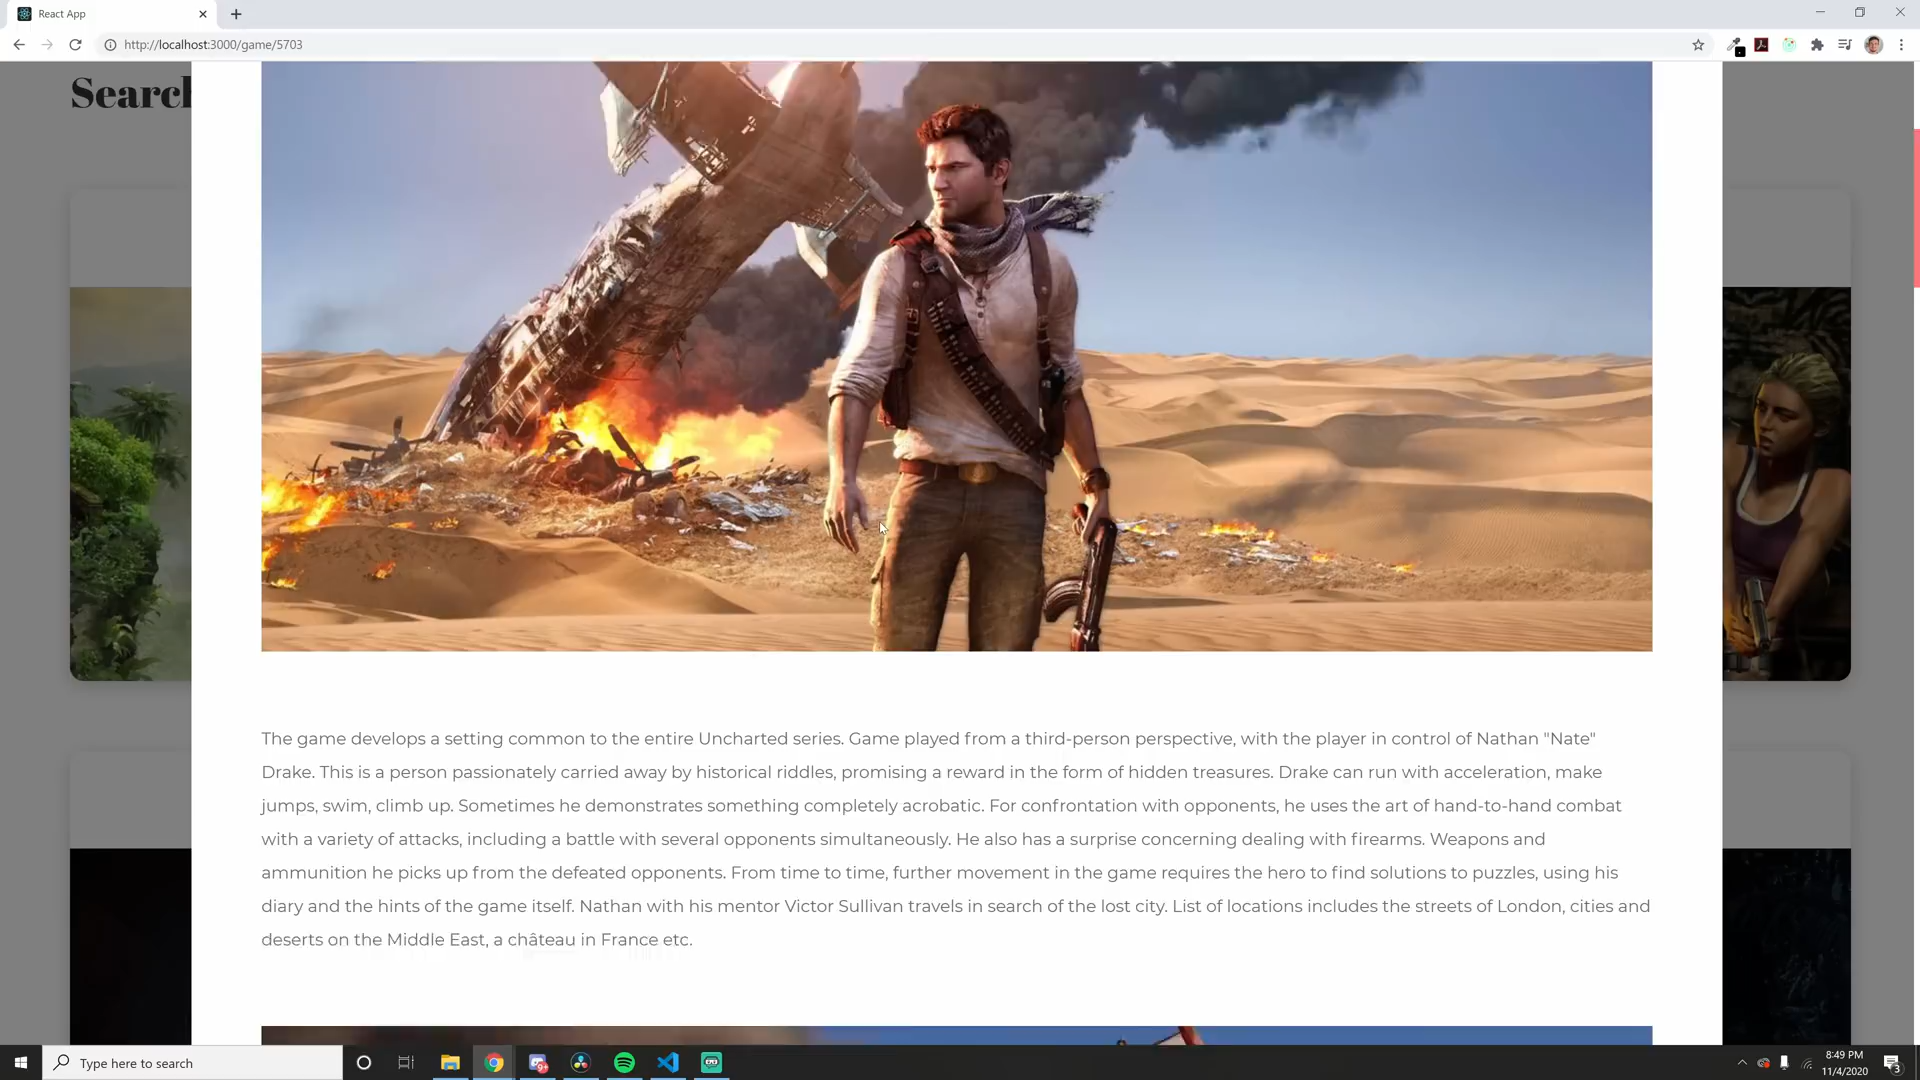 React App
http://localhost:3000/game/5703
Searc
The game develops a setting common to the entire Uncharted series. Game played from a third-person perspective, with the player in control of Nathan "Nate"
Drake. This is a person passionately carried away by historical riddles, promising a reward in the form of hidden treasures. Drake can run with acceleration, make
jumps, swim, climb up. Sometimes he demonstrates something completely acrobatic. For confrontation with opponents, he uses the art of hand-to-hand combat
with a variety of attacks, including a battle with several opponents simultaneously. He also has a surprise concerning dealing with firearms. Weapons and
ammunition he picks up from the defeated opponents. From time to time, further movement in the game requires the hero to find solutions to puzzles, using his
diary and the hints of the game itself. Nathan with his mentor Victor Sullivan travels in search of the lost city. List of locations includes the streets of London, cities and
deserts on the Middle East, a château in France etc.
Type here to search
8:49 PM
11/4/2020
3